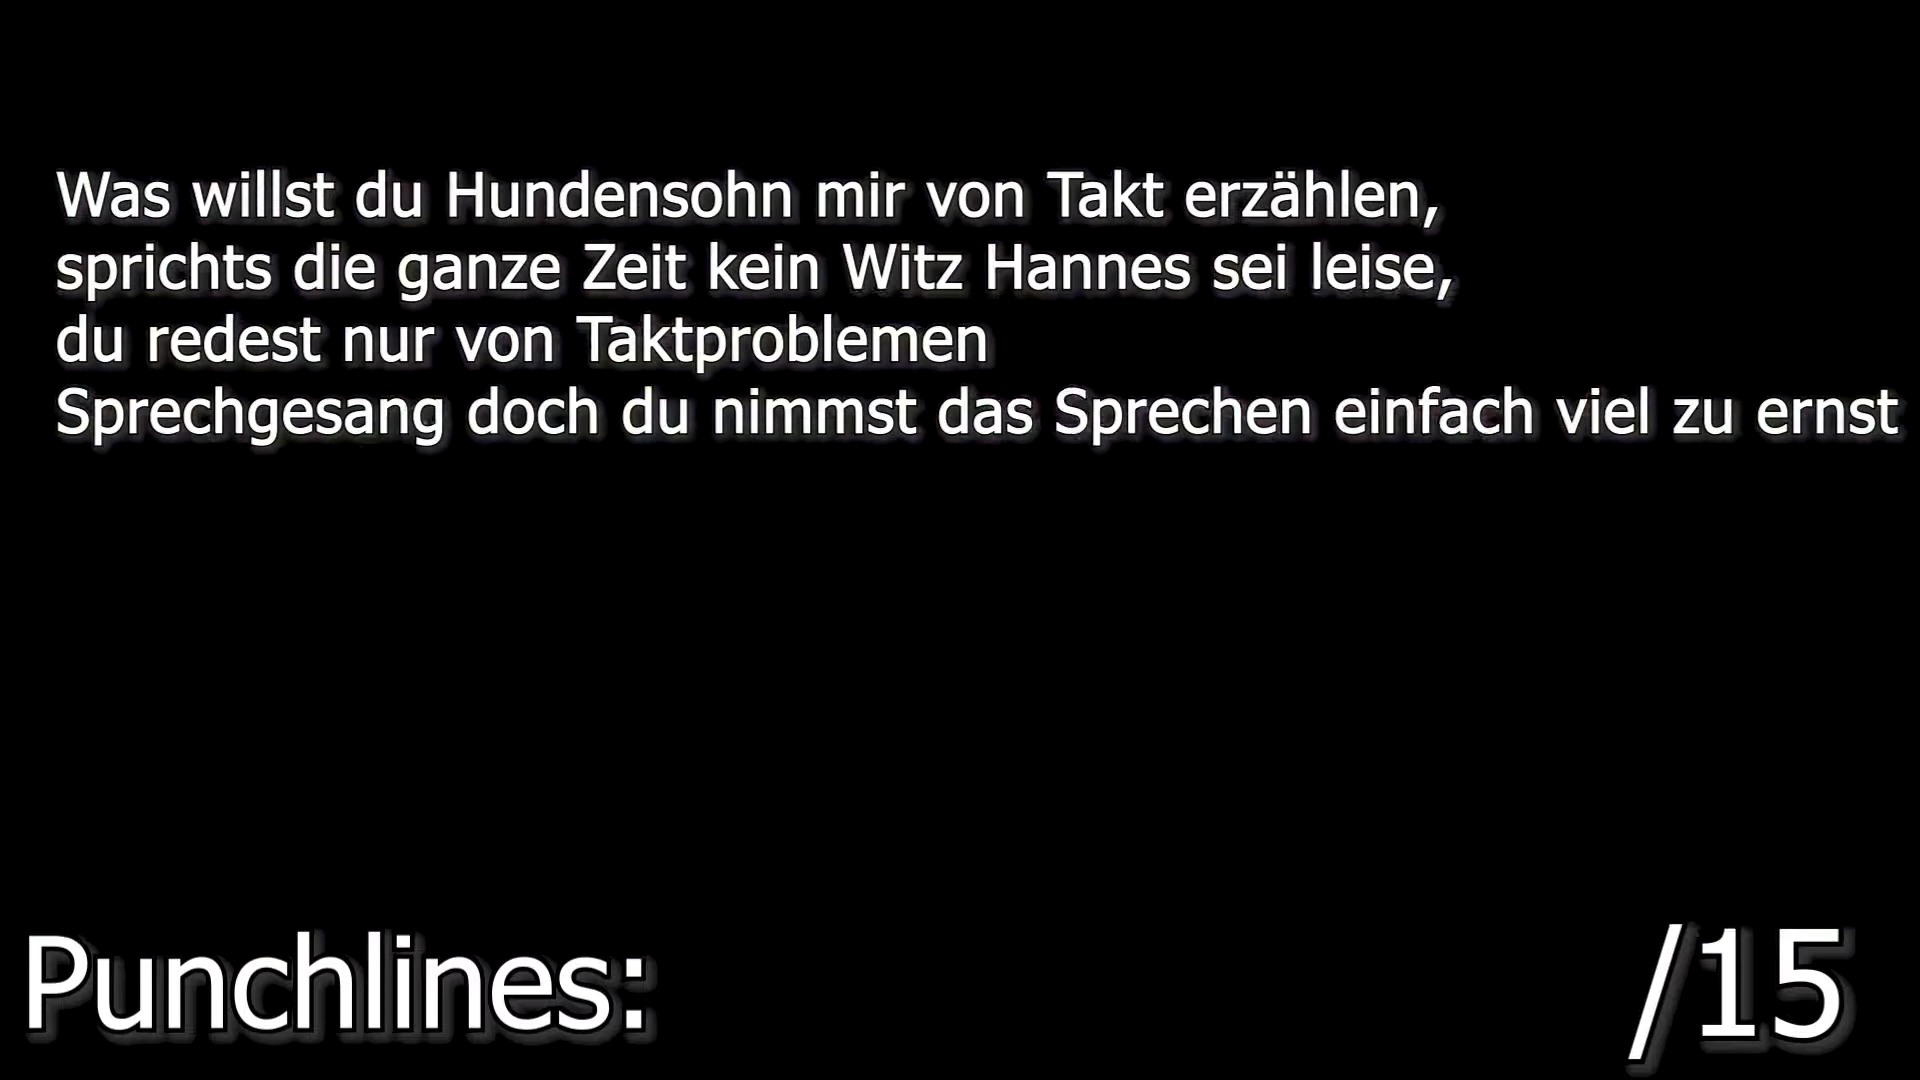 Was willst du Hundensohn mir von Takt erzählen,
sprichts die ganze Zeit kein Witz Hannes sei leise,
du redest nur von Taktproblemen
Sprechgesang doch du nimmst das Sprechen einfach viel zu ernst
Punchlines: /15